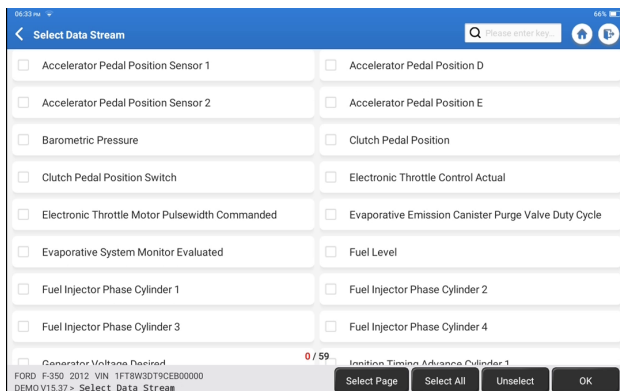 06:33 PM 66%
Select Data Stream Please enter key...
Accelerator Pedal Position Sensor 1 Accelerator Pedal Position D
Accelerator Pedal Position Sensor 2 Accelerator Pedal Position E
Barometric Pressure Clutch Pedal Position
Clutch Pedal Position Switch Electronic Throttle Control Actual
Electronic Throttle Motor Pulsewidth Commanded Evaporative Emission Canister Purge Valve Duty Cycle
Evaporative System Monitor Evaluated Fuel Level
Fuel Injector Phase Cylinder 1 Fuel Injector Phase Cylinder 2
Fuel Injector Phase Cylinder 3 Fuel Injector Phase Cylinder 4
Generator Voltage Desired 0 / 59 Ignition Timing Advance Cylinder 1
FORD F-350 2012 VIN 1FT8W3DT9CEB00000
DEMO V15.37 > Select Data Stream
Select Page Select All Unselect OK